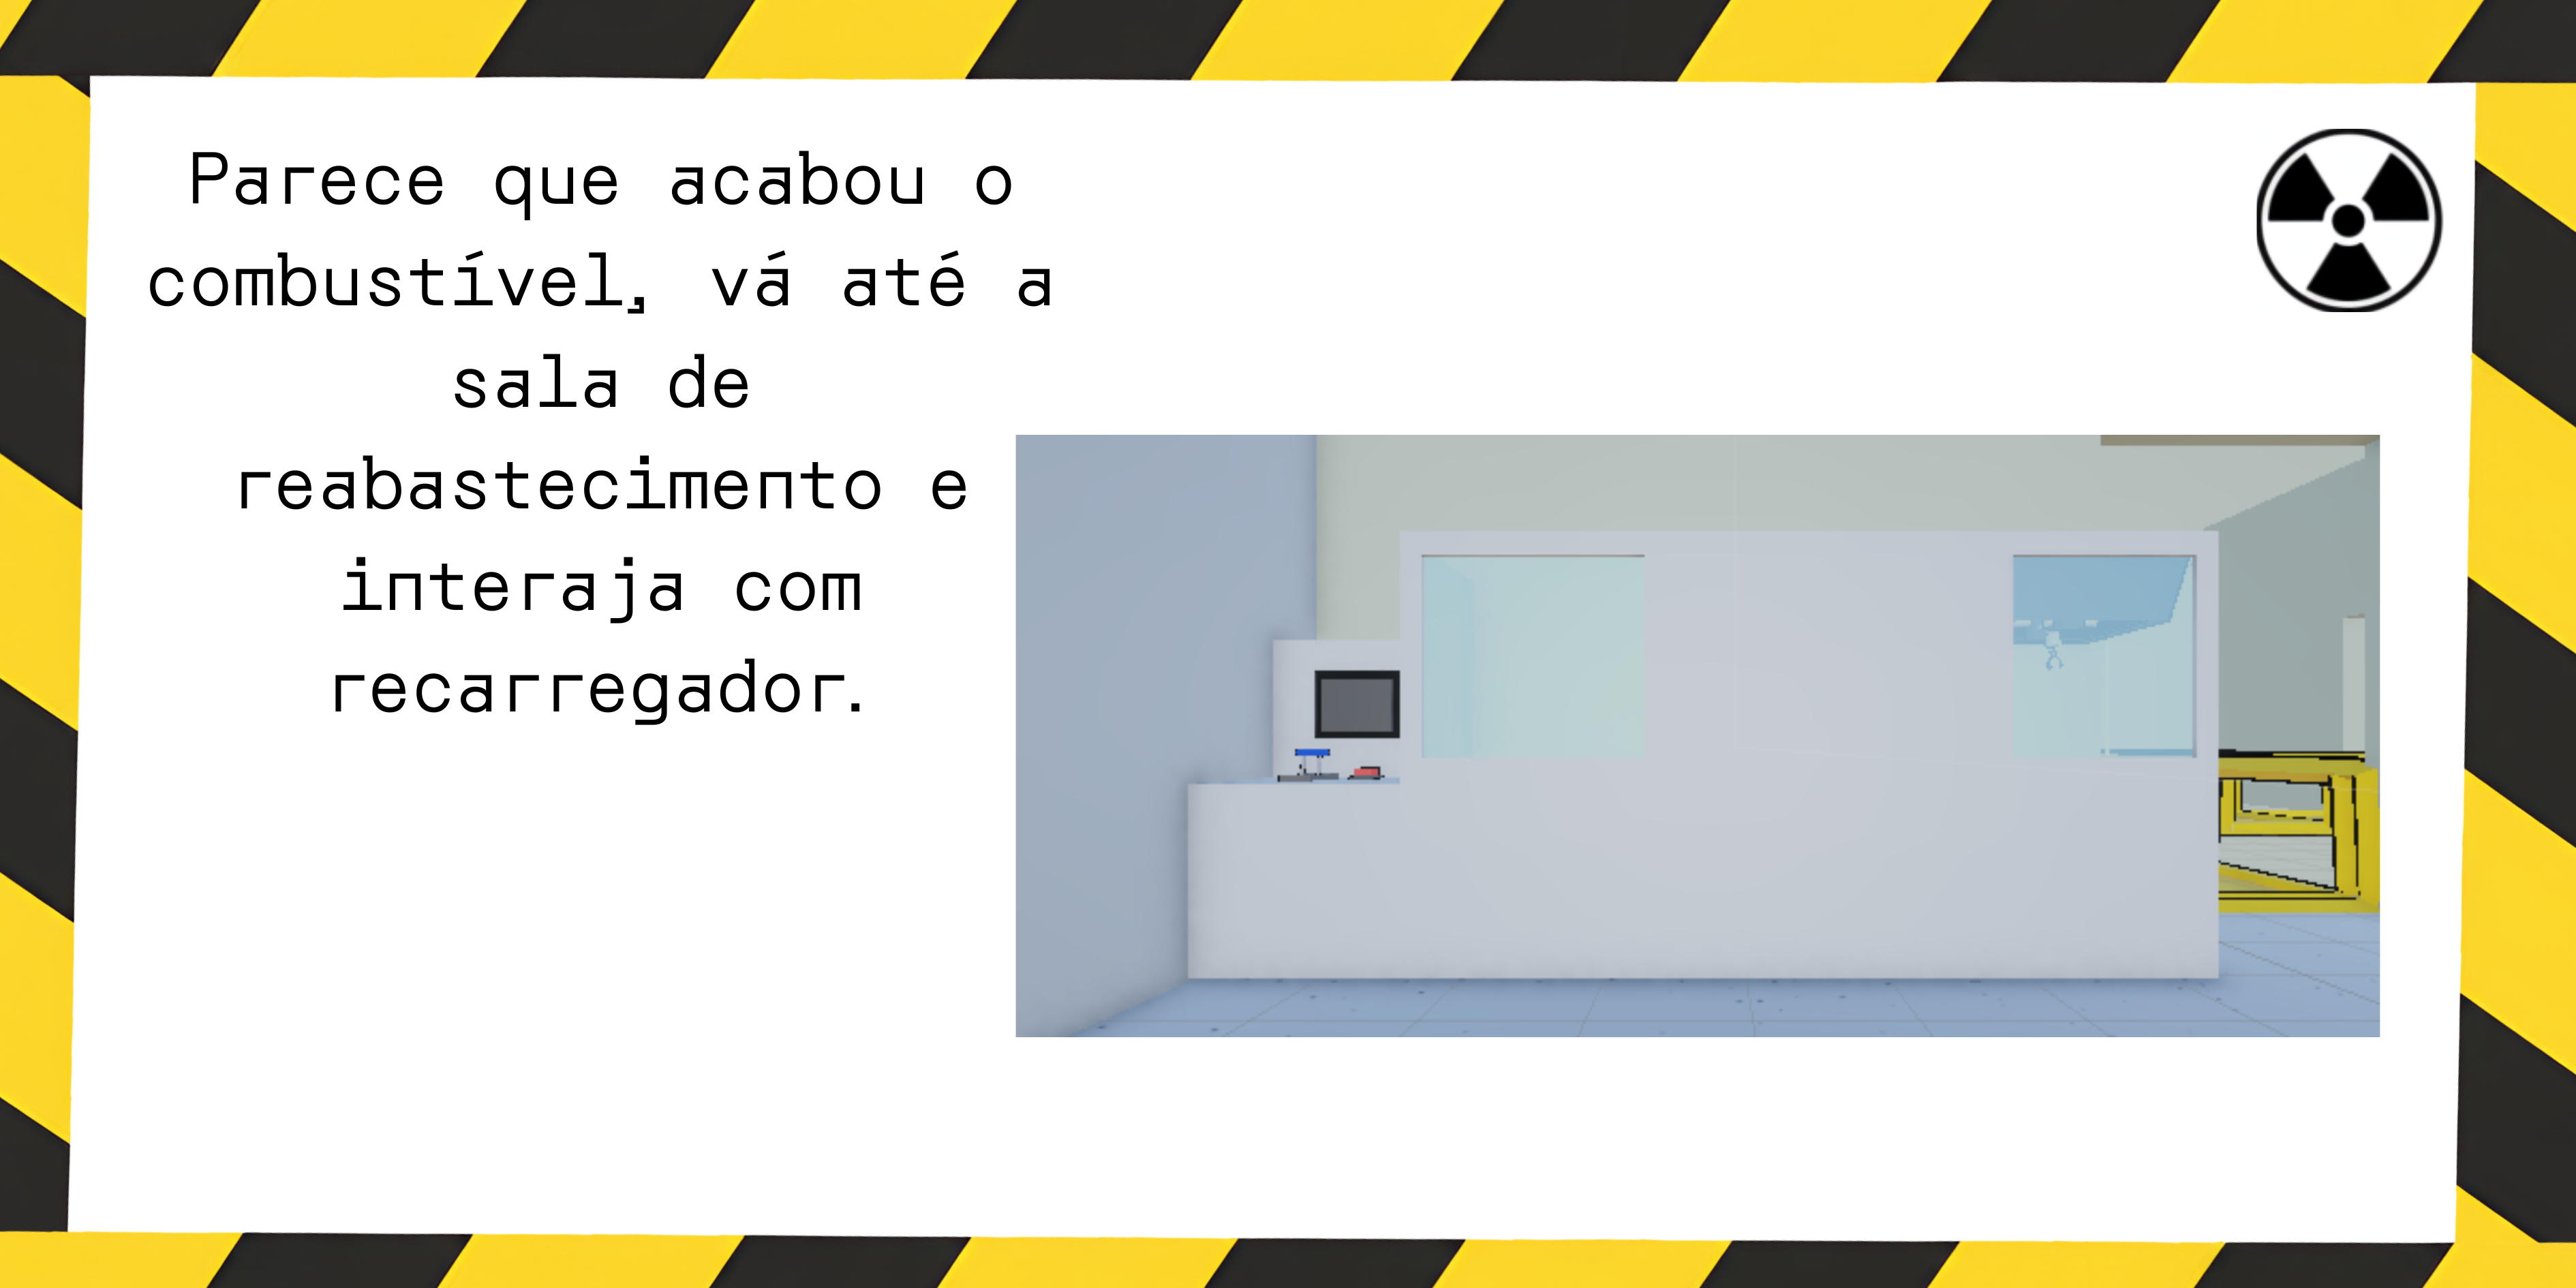 Parece que acabou o
combustível, vá até a
sala de
reabastecimento e
interaja com
recarregador.